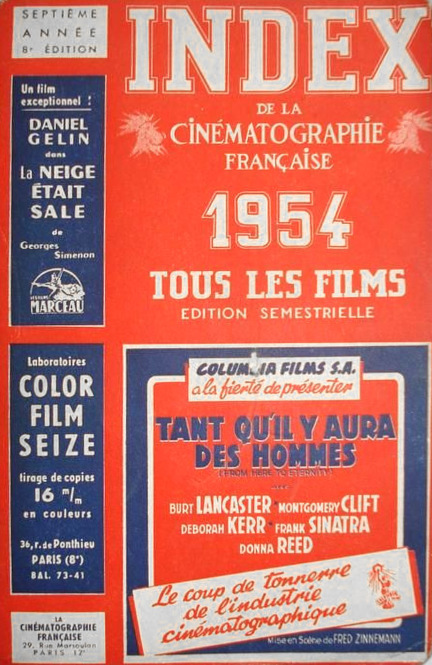 SEPTIÈME
ANNÉE
8e ÉDITION
INDEX
DE LA
CINÉMATOGRAPHIE
FRANÇAISE
1954
TOUS LES FILMS
EDITION SEMESTRIELLE
Un film
exceptionnel !
DANIEL
GELIN
dans
La NEIGE
ÉTAIT
SALE
de
Georges
Simenon
MARCEAU
Laboratoires
COLOR
FILM
SEIZE
tirage de copies
16 m/m
en couleurs
36, r. de Ponthieu
PARIS (8e)
BAL. 73-41
LA
CINÉMATOGRAPHIE
FRANÇAISE
29, Rue Marsoulan
PARIS 12e
COLUMBIA FILMS S.A.
a la fierté de présenter
TANT QU'IL Y AURA
DES HOMMES
(FROM HERE TO ETERNITY)
BURT LANCASTER · MONTGOMERY CLIFT
DEBORAH KERR · FRANK SINATRA
DONNA REED
Le coup de tonnerre
de l'industrie
cinématographique
Mise en Scène de FRED ZINNEMANN